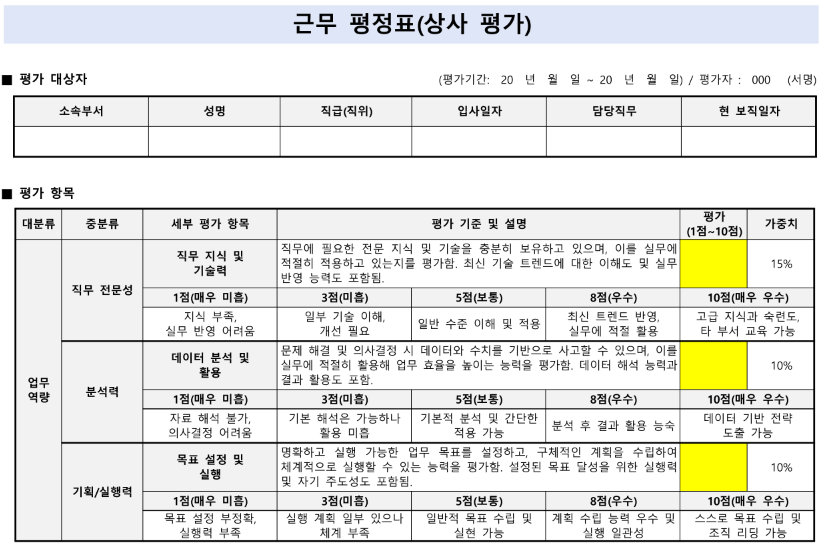 근무 평정표(상사 평가)
■ 평가 대상자
(평가기간: 20 년 월 일 ~ 20 년 월 일) / 평가자 : 000 (서명)
소속부서 성명 직급(직위) 입사일자 담당직무 현 보직일자
■ 평가 항목
대분류 중분류 세부 평가 항목 평가 기준 및 설명 평가 (1점~10점) 가중치
업무
역량
직무 전문성
직무 지식 및
기술력
직무에 필요한 전문 지식 및 기술을 충분히 보유하고 있으며, 이를 실무에
적절히 적용하고 있는지를 평가함. 최신 기술 트렌드에 대한 이해도 및 실무
반영 능력도 포함됨.
15%
1점(매우 미흡) 3점(미흡) 5점(보통) 8점(우수) 10점(매우 우수)
지식 부족,
실무 반영 어려움
일부 기술 이해,
개선 필요
일반 수준 이해 및 적용
최신 트렌드 반영,
실무에 적절 활용
고급 지식과 숙련도,
타 부서 교육 가능
분석력
데이터 분석 및
활용
문제 해결 및 의사결정 시 데이터와 수치를 기반으로 사고할 수 있으며, 이를
실무에 적절히 활용해 업무 효율을 높이는 능력을 평가함. 데이터 해석 능력과
결과 활용도 포함.
10%
1점(매우 미흡) 3점(미흡) 5점(보통) 8점(우수) 10점(매우 우수)
자료 해석 불가,
의사결정 어려움
기본 해석은 가능하나
활용 미흡
기본적 분석 및 간단한
적용 가능
분석 후 결과 활용 능숙
데이터 기반 전략
도출 가능
기획/실행력
목표 설정 및
실행
명확하고 실행 가능한 업무 목표를 설정하고, 구체적인 계획을 수립하여
체계적으로 실행할 수 있는 능력을 평가함. 설정된 목표 달성을 위한 실행력
및 자기 주도성도 포함됨.
10%
1점(매우 미흡) 3점(미흡) 5점(보통) 8점(우수) 10점(매우 우수)
목표 설정 부정확,
실행력 부족
실행 계획 일부 있으나
체계 부족
일반적 목표 수립 및
실현 가능
계획 수립 능력 우수 및
실행 일관성
스스로 목표 수립 및
조직 리딩 가능